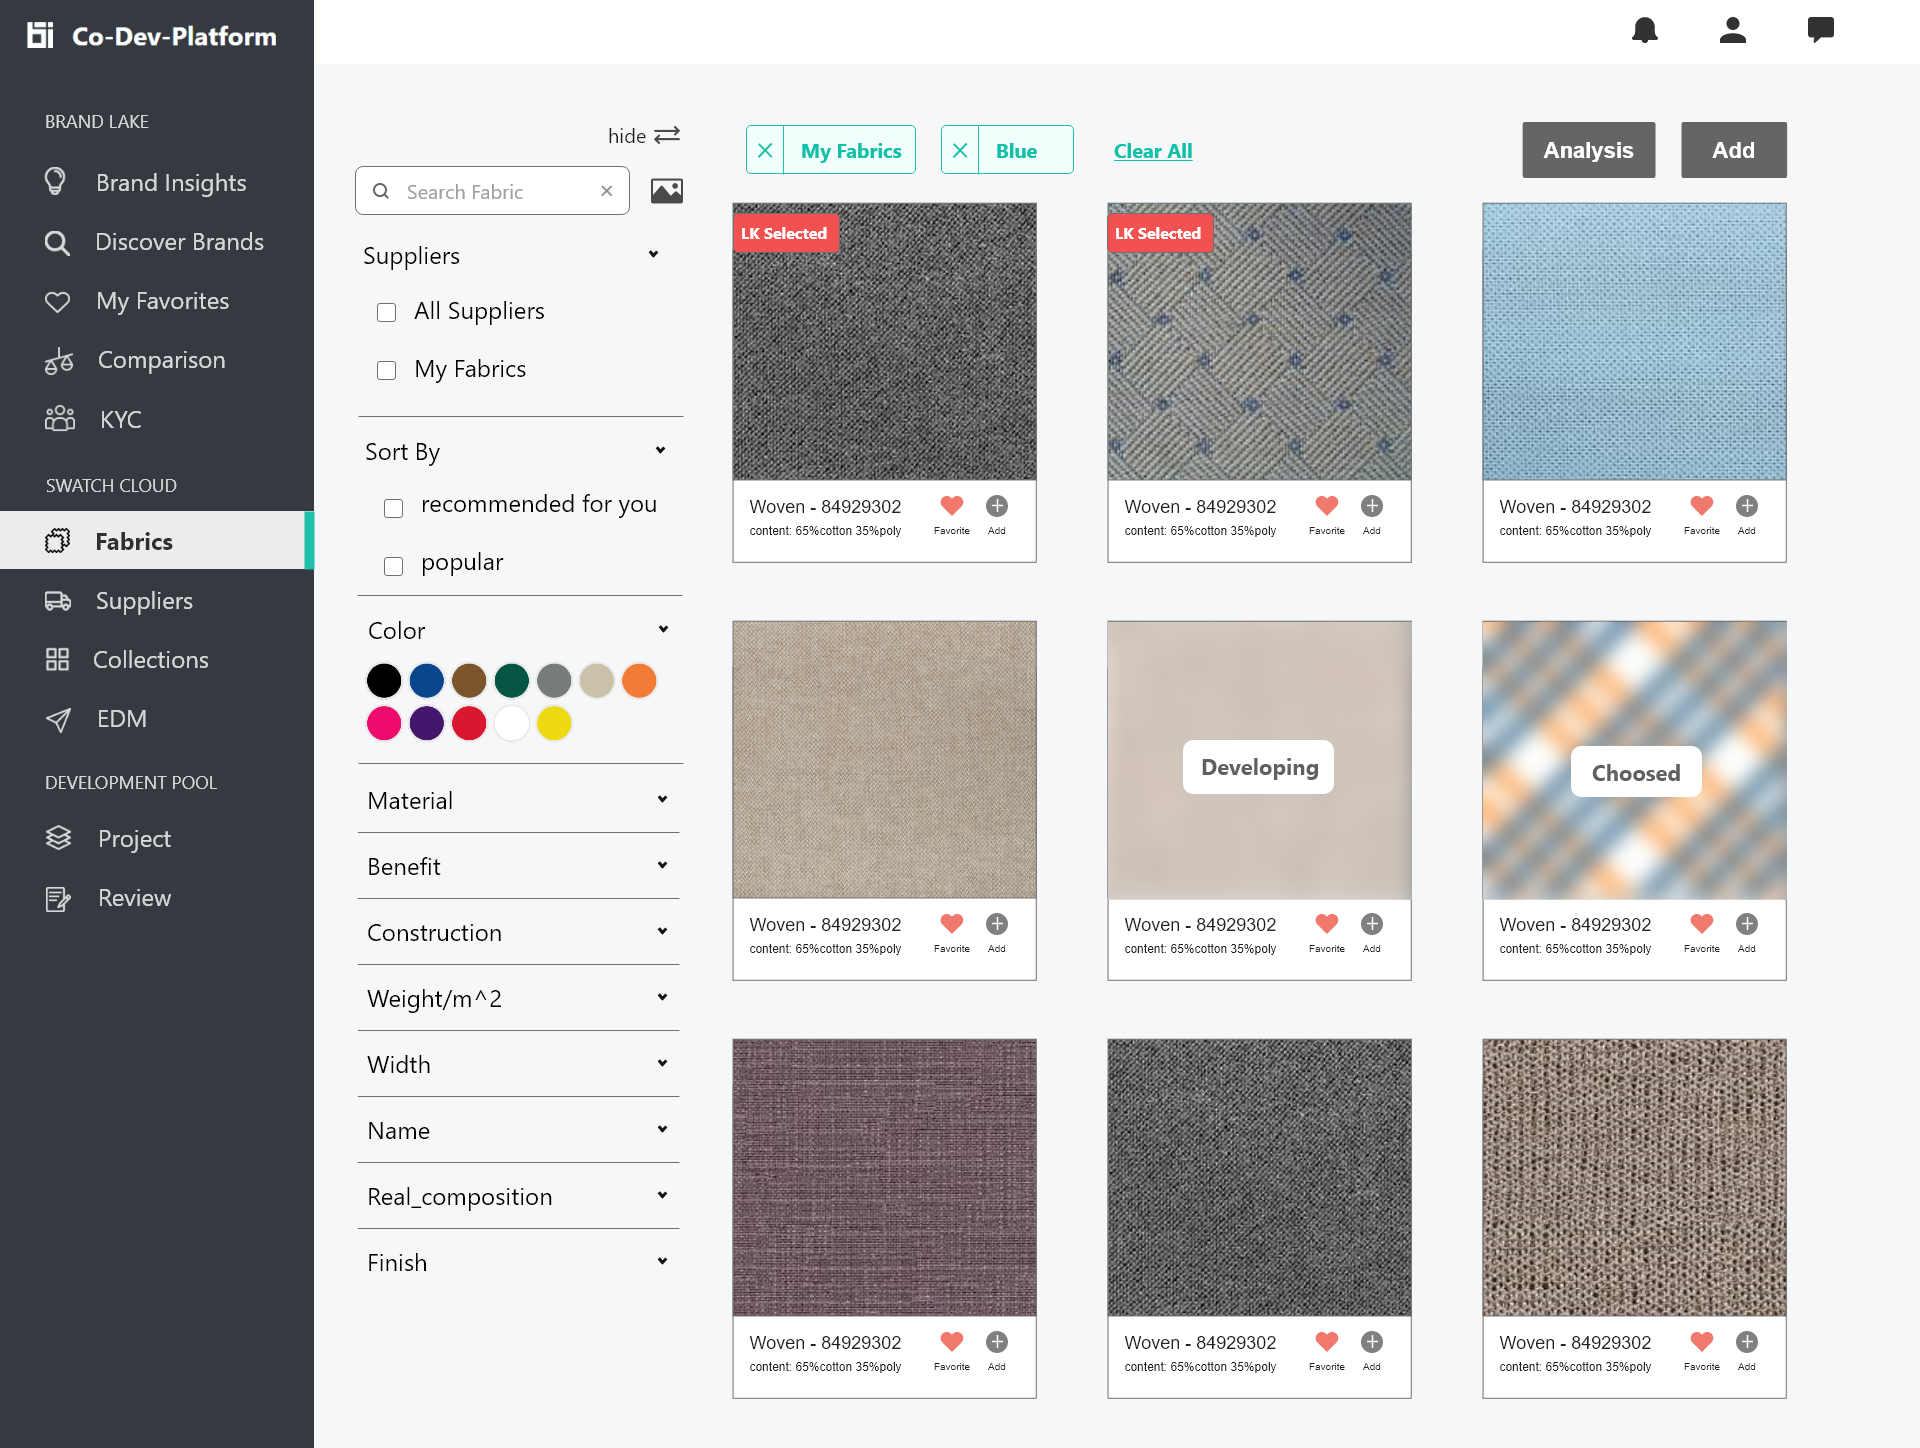 Co-Dev-Platform
BRAND LAKE
Brand Insights
Discover Brands
My Favorites
Comparison
KYC
SWATCH CLOUD
Fabrics
Suppliers
Collections
EDM
DEVELOPMENT POOL
Project
Review
hide
Search Fabric
Suppliers
All Suppliers
My Fabrics
Sort By
recommended for you
popular
Color
Material
Benefit
Construction
Weight/m^2
Width
Name
Real_composition
Finish
My Fabrics
Blue
Clear All
Analysis
Add
LK Selected
Woven - 84929302
content: 65%cotton 35%poly
Favorite
Add
LK Selected
Woven - 84929302
content: 65%cotton 35%poly
Favorite
Add
Woven - 84929302
content: 65%cotton 35%poly
Favorite
Add
Woven - 84929302
content: 65%cotton 35%poly
Favorite
Add
Developing
Woven - 84929302
content: 65%cotton 35%poly
Favorite
Add
Choosed
Woven - 84929302
content: 65%cotton 35%poly
Favorite
Add
Woven - 84929302
content: 65%cotton 35%poly
Favorite
Add
Woven - 84929302
content: 65%cotton 35%poly
Favorite
Add
Woven - 84929302
content: 65%cotton 35%poly
Favorite
Add